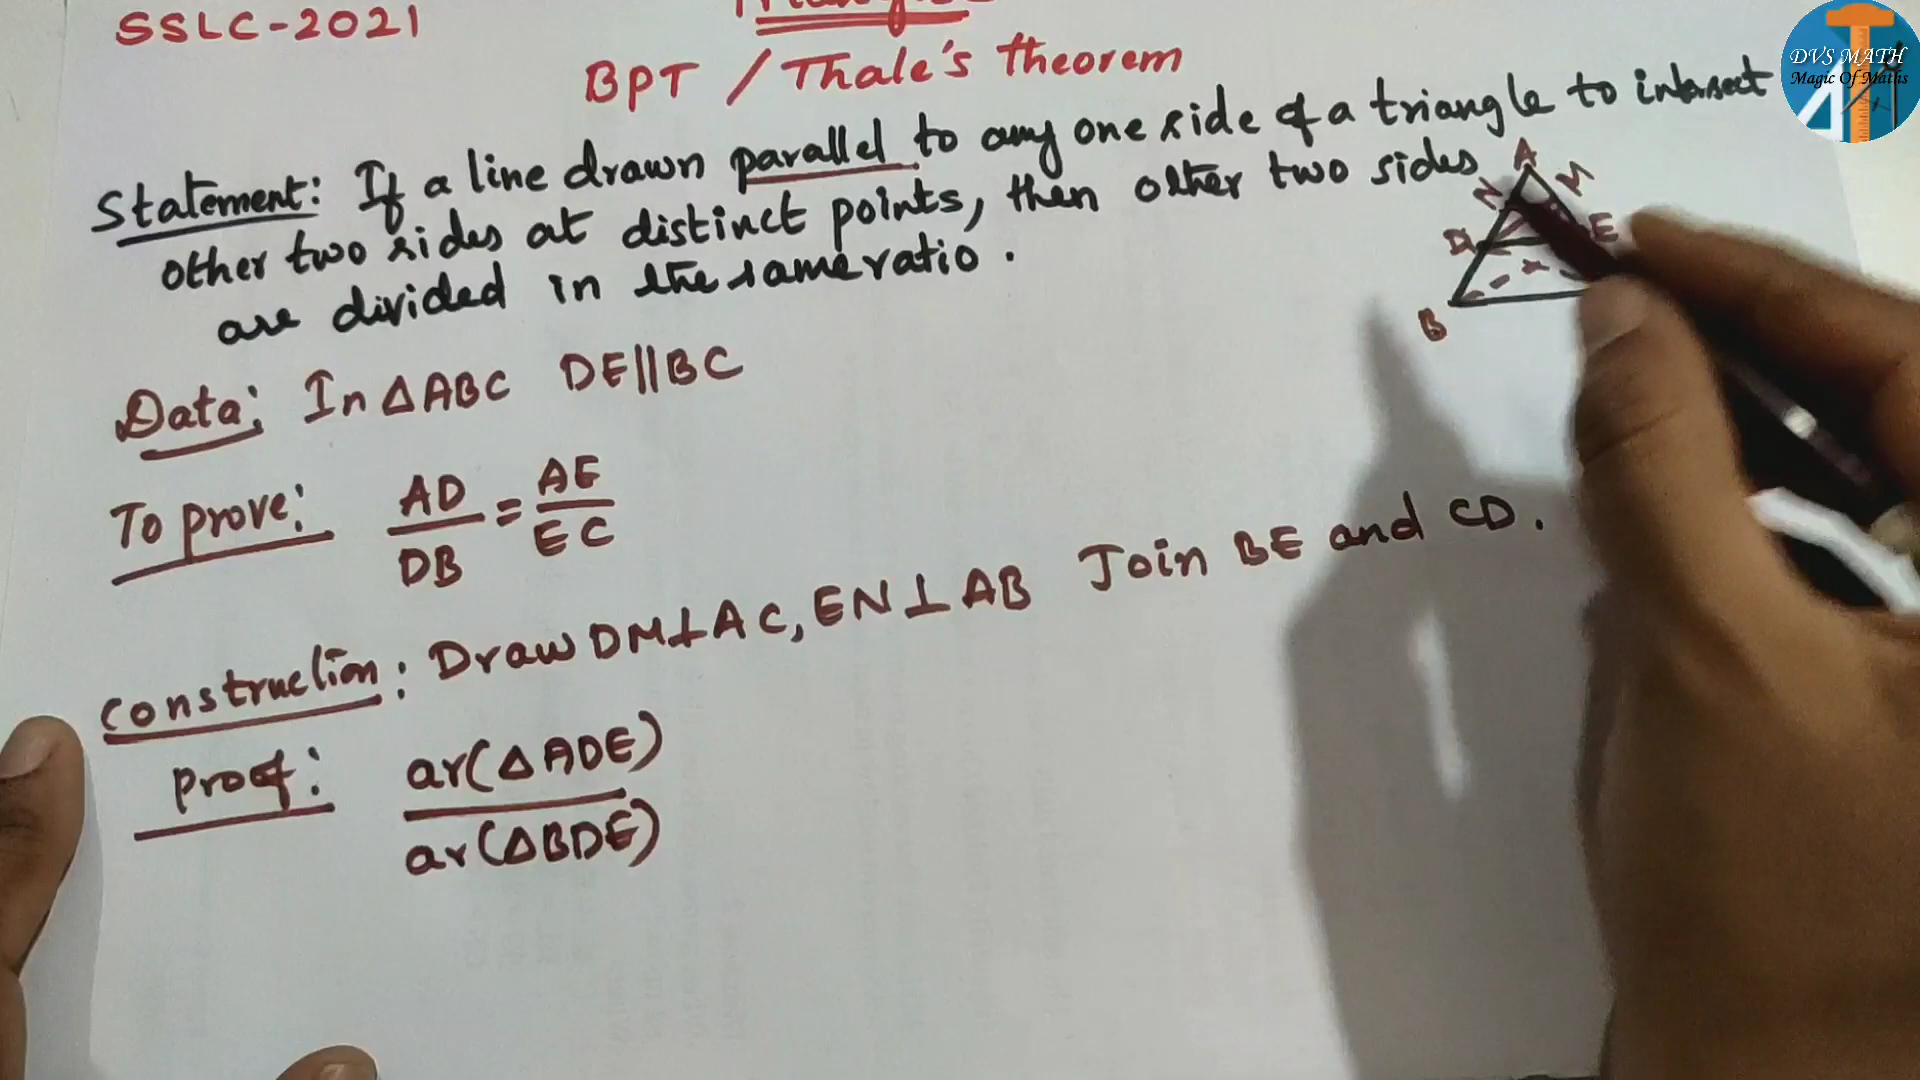 SSLC-2021
BPT / Thale's theorem
DVS MATH
Magic Of Maths
Statement: If a line drawn parallel to any one side of a triangle to intersect
other two sides at distinct points, then other two sides
are divided in the same ratio.
A
N M
D E
B
Data: In △ABC DE||BC
To prove: AD/DB = AE/EC
Construction: Draw DM⊥AC, EN⊥AB Join BE and CD.
Proof: ar(△ADE)
ar(△BDE)